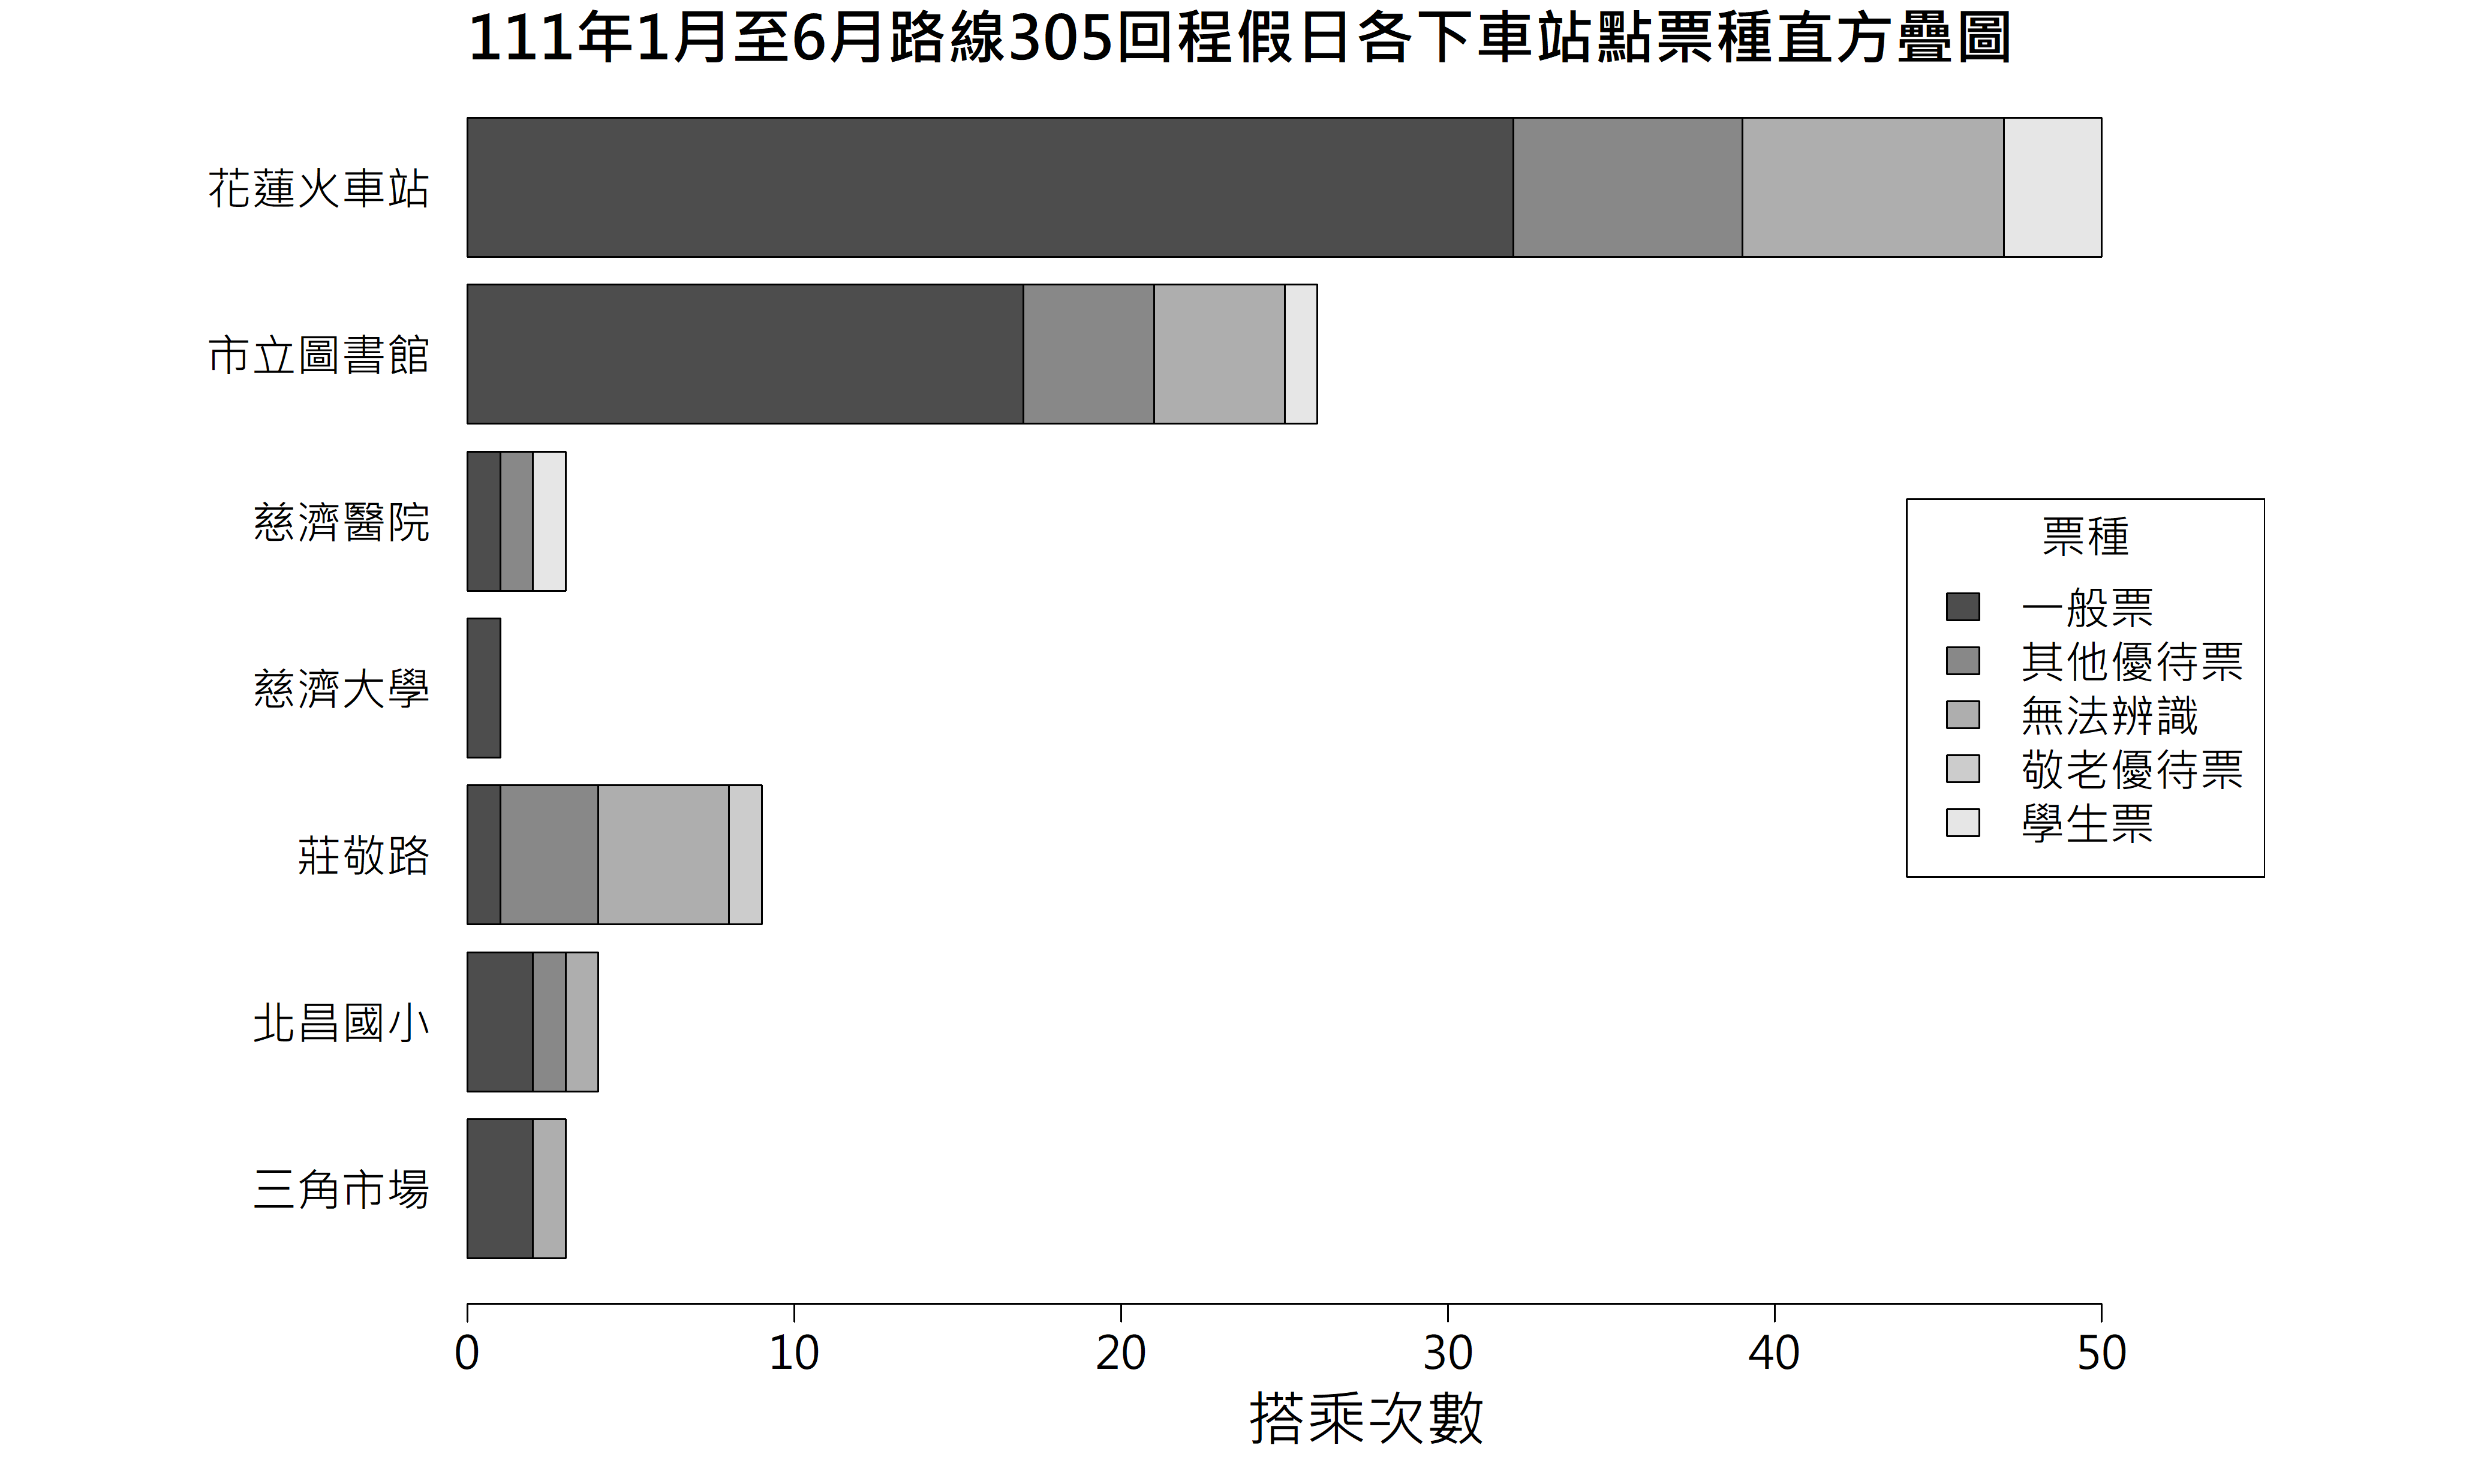 111年1月至6月路線305回程假日各下車站點票種直方疊圖
花蓮火車站
市立圖書館
慈濟醫院
慈濟大學
莊敬路
北昌國小
三角市場
票種
一般票
其他優待票
無法辨識
敬老優待票
學生票
0 10 20 30 40 50
搭乘次數